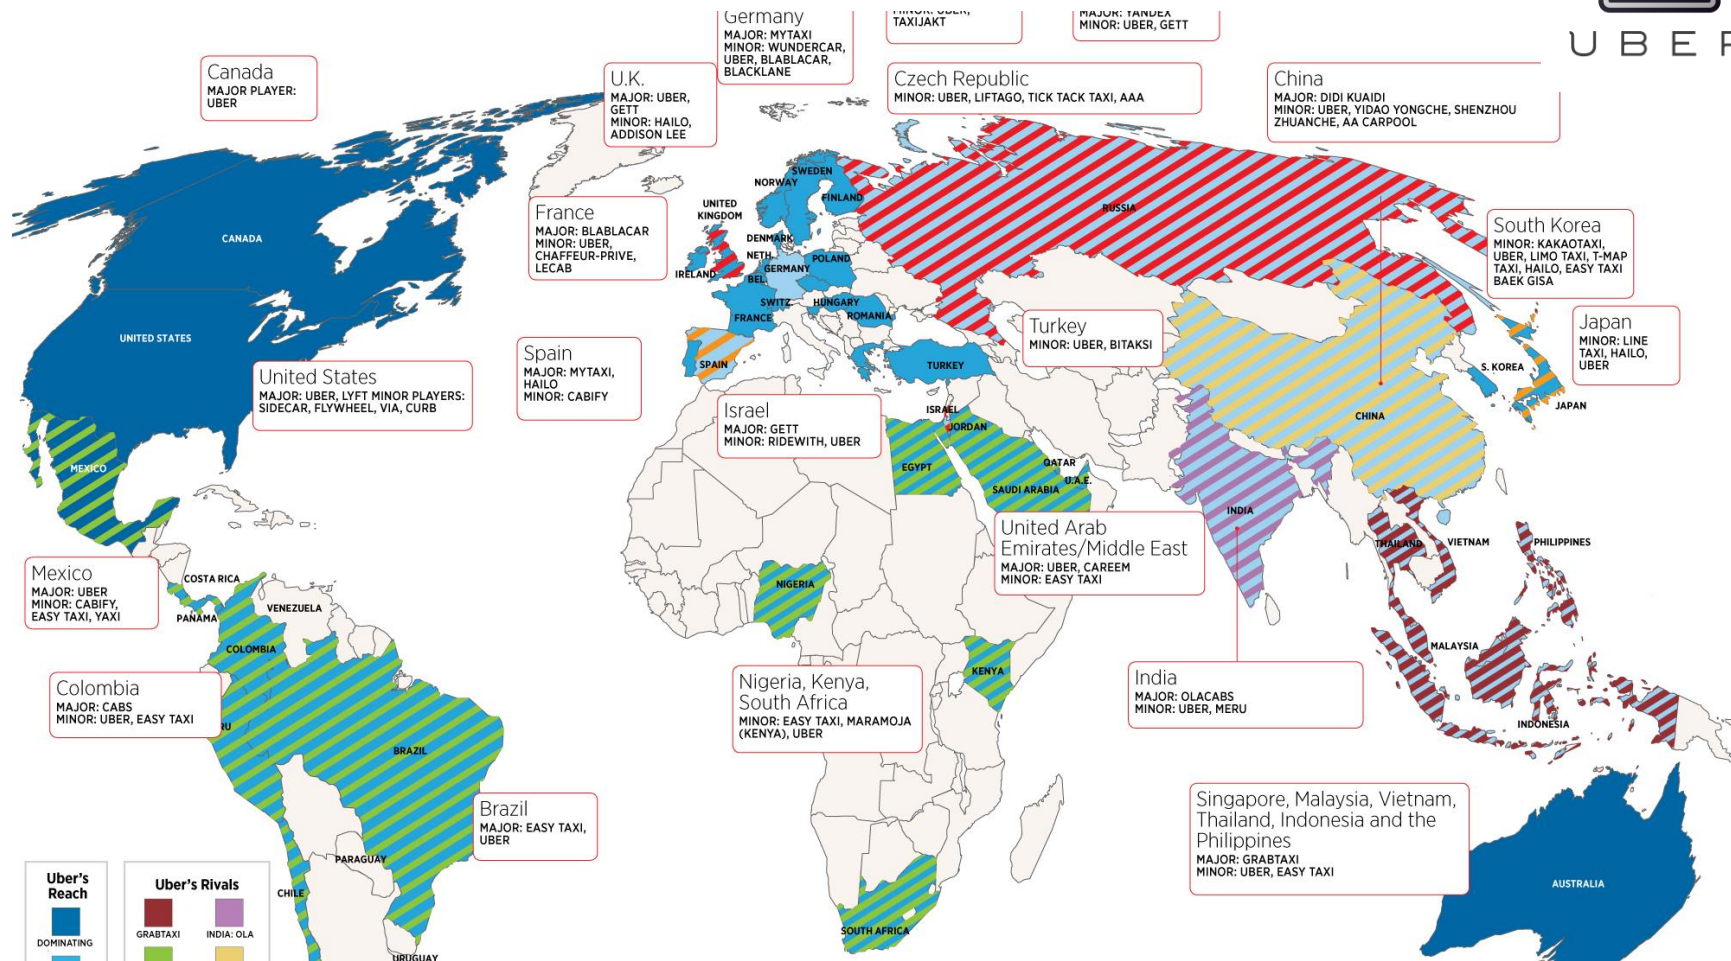 Germany
MAJOR: MYTAXI
MINOR: WUNDERCAR,
UBER, BLABLACAR,
BLACKLANE
MINOR: UBER,
TAXIJAKT
MAJOR: YANDEX
MINOR: UBER, GETT
UBER
Canada
MAJOR PLAYER:
UBER
U.K.
MAJOR: UBER,
GETT
MINOR: HAILO,
ADDISON LEE
Czech Republic
MINOR: UBER, LIFTAGO, TICK TACK TAXI, AAA
China
MAJOR: DIDI KUAIDI
MINOR: UBER, YIDAO YONGCHE, SHENZHOU
ZHUANCHE, AA CARPOOL
France
MAJOR: BLABLACAR
MINOR: UBER,
CHAFFEUR-PRIVE,
LECAB
South Korea
MINOR: KAKAOTAXI,
UBER, LIMO TAXI, T-MAP
TAXI, HAILO, EASY TAXI
BAEK GISA
Turkey
MINOR: UBER, BITAKSI
Japan
MINOR: LINE
TAXI, HAILO,
UBER
Spain
MAJOR: MYTAXI,
HAILO
MINOR: CABIFY
United States
MAJOR: UBER, LYFT MINOR PLAYERS:
SIDECAR, FLYWHEEL, VIA, CURB
Israel
MAJOR: GETT
MINOR: RIDEWITH, UBER
United Arab
Emirates/Middle East
MAJOR: UBER, CAREEM
MINOR: EASY TAXI
Mexico
MAJOR: UBER
MINOR: CABIFY,
EASY TAXI, YAXI
Colombia
MAJOR: CABS
MINOR: UBER, EASY TAXI
Nigeria, Kenya,
South Africa
MINOR: EASY TAXI, MARAMOJA
(KENYA), UBER
India
MAJOR: OLACABS
MINOR: UBER, MERU
Brazil
MAJOR: EASY TAXI,
UBER
Singapore, Malaysia, Vietnam,
Thailand, Indonesia and the
Philippines
MAJOR: GRABTAXI
MINOR: UBER, EASY TAXI
CANADA
UNITED STATES
MEXICO
COSTA RICA
PANAMA
VENEZUELA
COLOMBIA
RU
BRAZIL
PARAGUAY
CHILE
URUGUAY
SWEDEN
NORWAY
FINLAND
UNITED
KINGDOM
DENMARK
NETH.
IRELAND
BEL.
GERMANY
POLAND
SWITZ.
HUNGARY
FRANCE
ROMANIA
SPAIN
TURKEY
RUSSIA
ISRAEL
JORDAN
EGYPT
QATAR
U.A.E.
SAUDI ARABIA
NIGERIA
KENYA
SOUTH AFRICA
INDIA
CHINA
S. KOREA
JAPAN
THAILAND
VIETNAM
PHILIPPINES
MALAYSIA
INDONESIA
AUSTRALIA
Uber's
Reach
DOMINATING
Uber's Rivals
GRABTAXI
INDIA: OLA